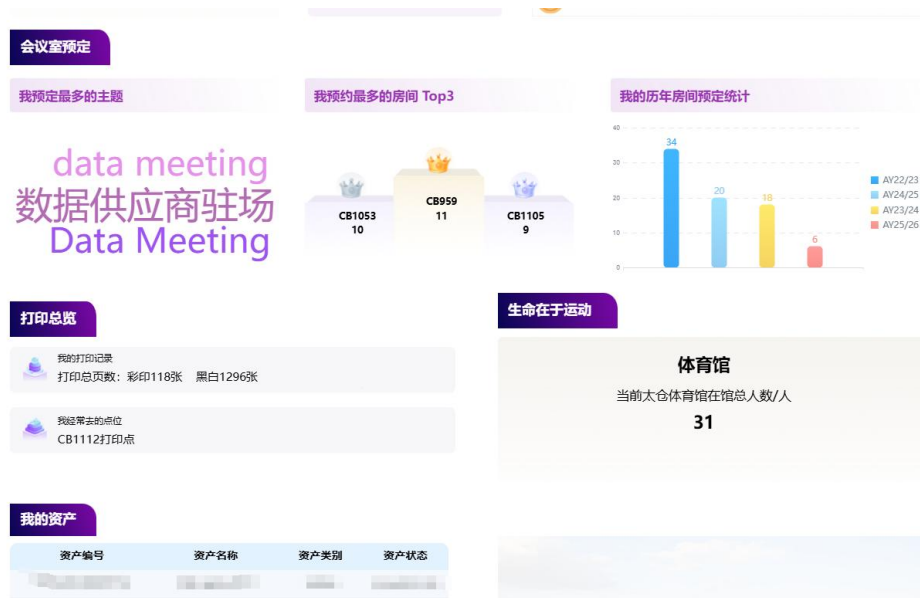 会议室预定
我预定最多的主题
data meeting
数据供应商驻场
Data Meeting
我预约最多的房间 Top3
CB1053
10
CB959
11
CB1105
9
我的历年房间预定统计
40
30
20
10
0
34
20
18
6
AY22/23
AY24/25
AY23/24
AY25/26
打印总览
我的打印记录
打印总页数：彩印118张 黑白1296张
我经常去的点位
CB1112打印点
生命在于运动
体育馆
当前太仓体育馆在馆总人数/人
31
我的资产
资产编号 资产名称 资产类别 资产状态